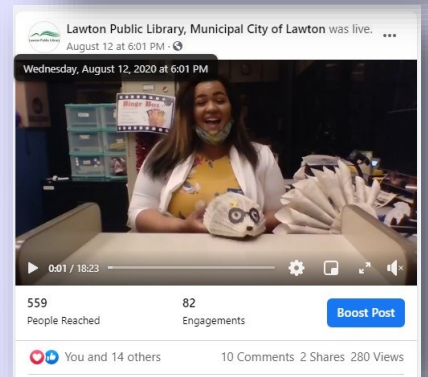 Lawton Public Library, Municipal City of Lawton was live. ...
August 12 at 6:01 PM ·
Wednesday, August 12, 2020 at 6:01 PM
Binge Box
0:01 / 18:23
559
82
People Reached
Engagements
Boost Post
You and 14 others
10 Comments 2 Shares 280 Views